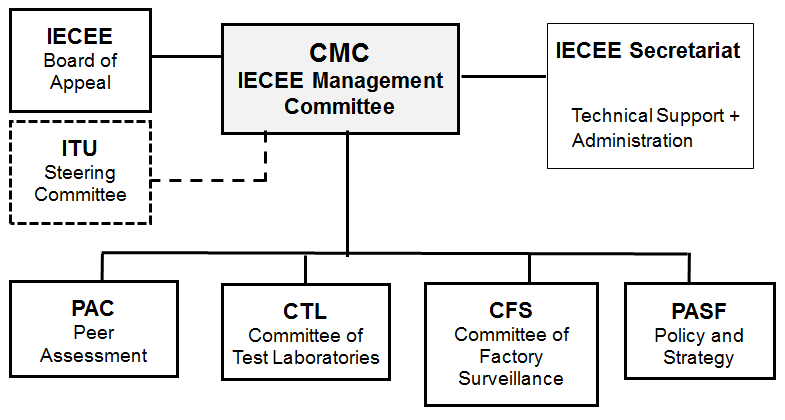 IECEE
Board of
Appeal
CMC
IECEE Management
Committee
IECEE Secretariat
Technical Support +
Administration
ITU
Steering
Committee
PAC
Peer
Assessment
CTL
Committee of
Test Laboratories
CFS
Committee of
Factory
Surveillance
PASF
Policy and
Strategy